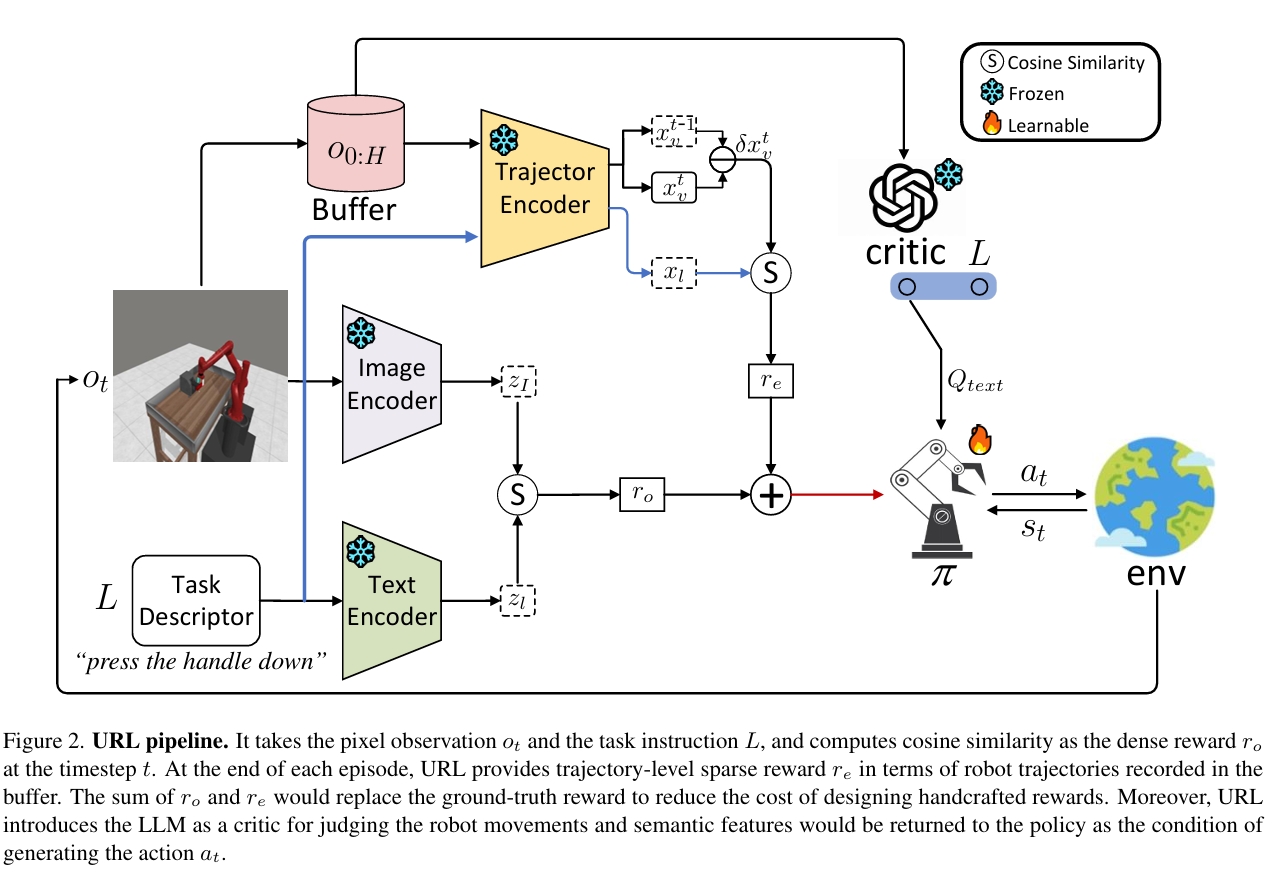 S Cosine Similarity
Frozen
Learnable
o_{0:H}
Buffer
Trajector
Encoder
x_v^{t-1}
x_v^t
δx_v^t
x_l
S
critic L
r_e
Q_{text}
o_t
Image
Encoder
z_I
S
r_o
+
a_t
s_t
π
env
L
Task
Descriptor
"press the handle down"
Text
Encoder
z_l
Figure 2. URL pipeline. It takes the pixel observation o_t and the task instruction L, and computes cosine similarity as the dense reward r_o
at the timestep t. At the end of each episode, URL provides trajectory-level sparse reward r_e in terms of robot trajectories recorded in the
buffer. The sum of r_o and r_e would replace the ground-truth reward to reduce the cost of designing handcrafted rewards. Moreover, URL
introduces the LLM as a critic for judging the robot movements and semantic features would be returned to the policy as the condition of
generating the action a_t.